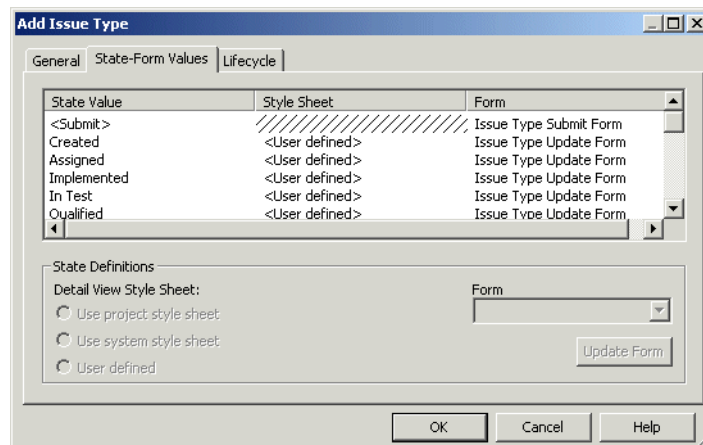 Add Issue Type
General State-Form Values Lifecycle
State Value Style Sheet Form
<Submit> Issue Type Submit Form
Created <User defined> Issue Type Update Form
Assigned <User defined> Issue Type Update Form
Implemented <User defined> Issue Type Update Form
In Test <User defined> Issue Type Update Form
Qualified <User defined> Issue Type Update Form
State Definitions
Detail View Style Sheet: Form
Use project style sheet
Use system style sheet
Update Form
User defined
OK Cancel Help